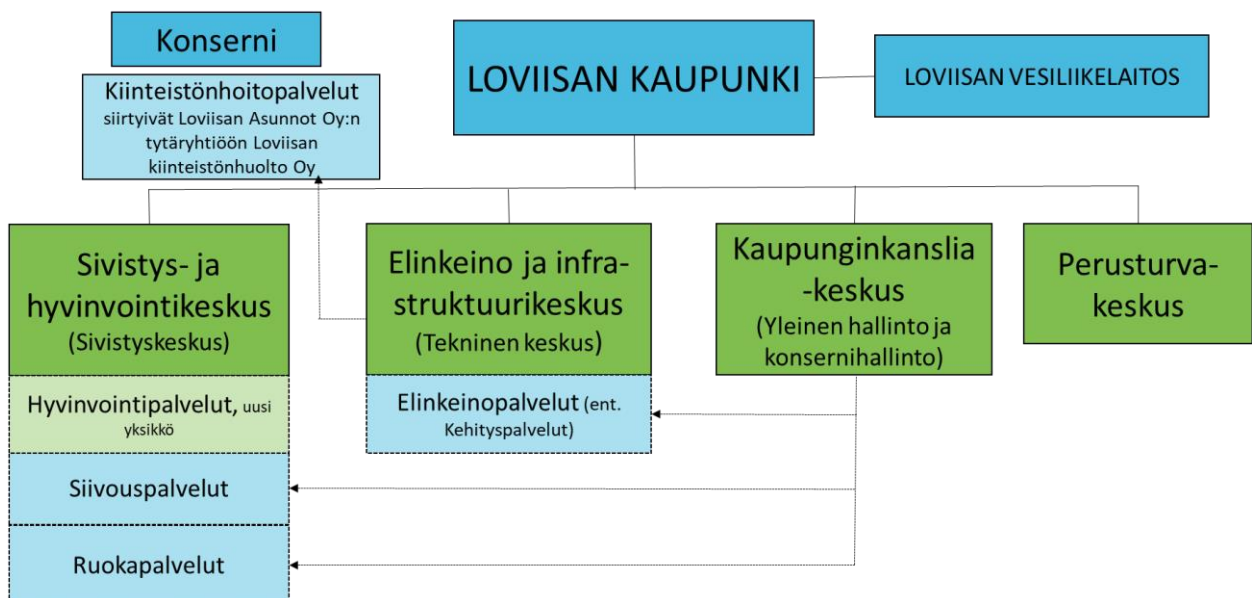 Konserni
Kiinteistönhoitopalvelut
siirtyivät Loviisan Asunnot Oy:n
tytäryhtiöön Loviisan
kiinteistönhuolto Oy
LOVIISAN KAUPUNKI
LOVIISAN VESILIIKELAITOS
Sivistys- ja
hyvinvointikeskus
(Sivistyskeskus)
Hyvinvointipalvelut, uusi
yksikkö
Siivouspalvelut
Ruokapalvelut
Elinkeino ja infra-
struktuurikeskus
(Tekninen keskus)
Elinkeinopalvelut (ent.
Kehityspalvelut)
Kaupunginkanslia
-keskus
(Yleinen hallinto ja
konsernihallinto)
Perusturva-
keskus